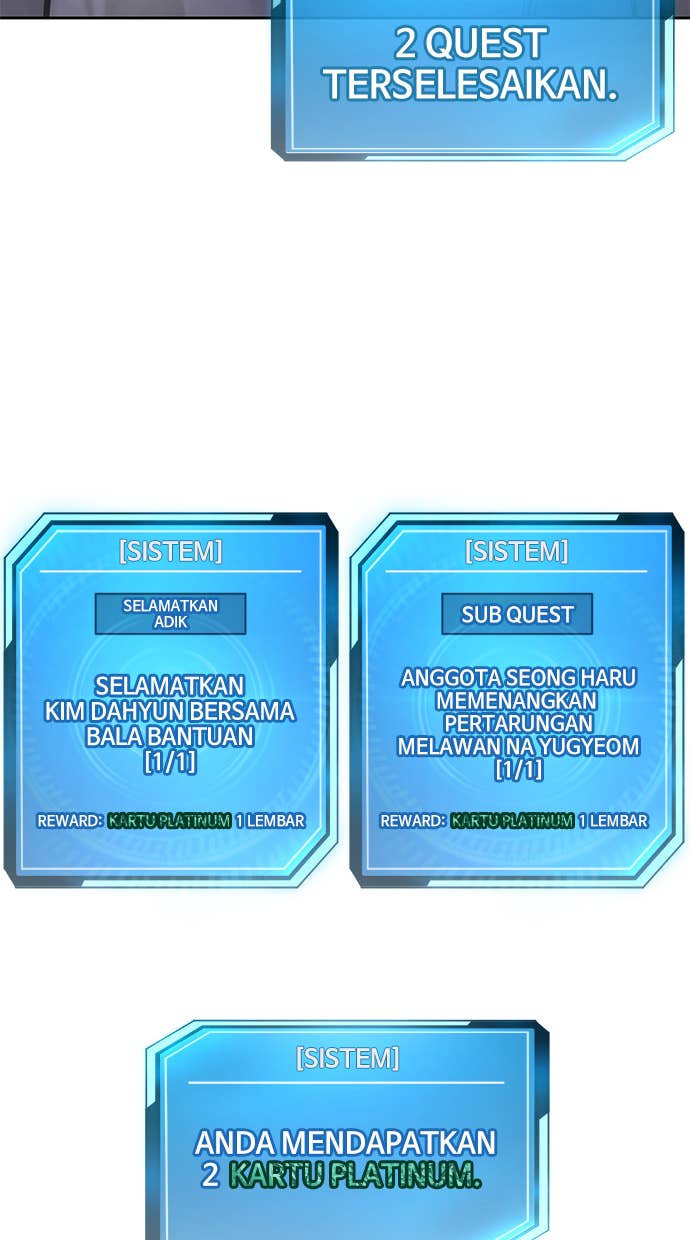 2 QUEST
TERSELESAIKAN.
[SISTEM]
SELAMATKAN
ADIK
SELAMATKAN
KIM DAHYUN BERSAMA
BALA BANTUAN
[1/1]
REWARD: KARTU PLATINUM 1 LEMBAR
[SISTEM]
SUB QUEST
ANGGOTA SEONG HARU
MEMENANGKAN
PERTARUNGAN
MELAWAN NA YUGYEOM
[1/1]
REWARD: KARTU PLATINUM 1 LEMBAR
[SISTEM]
ANDA MENDAPATKAN
2 KARTU PLATINUM.